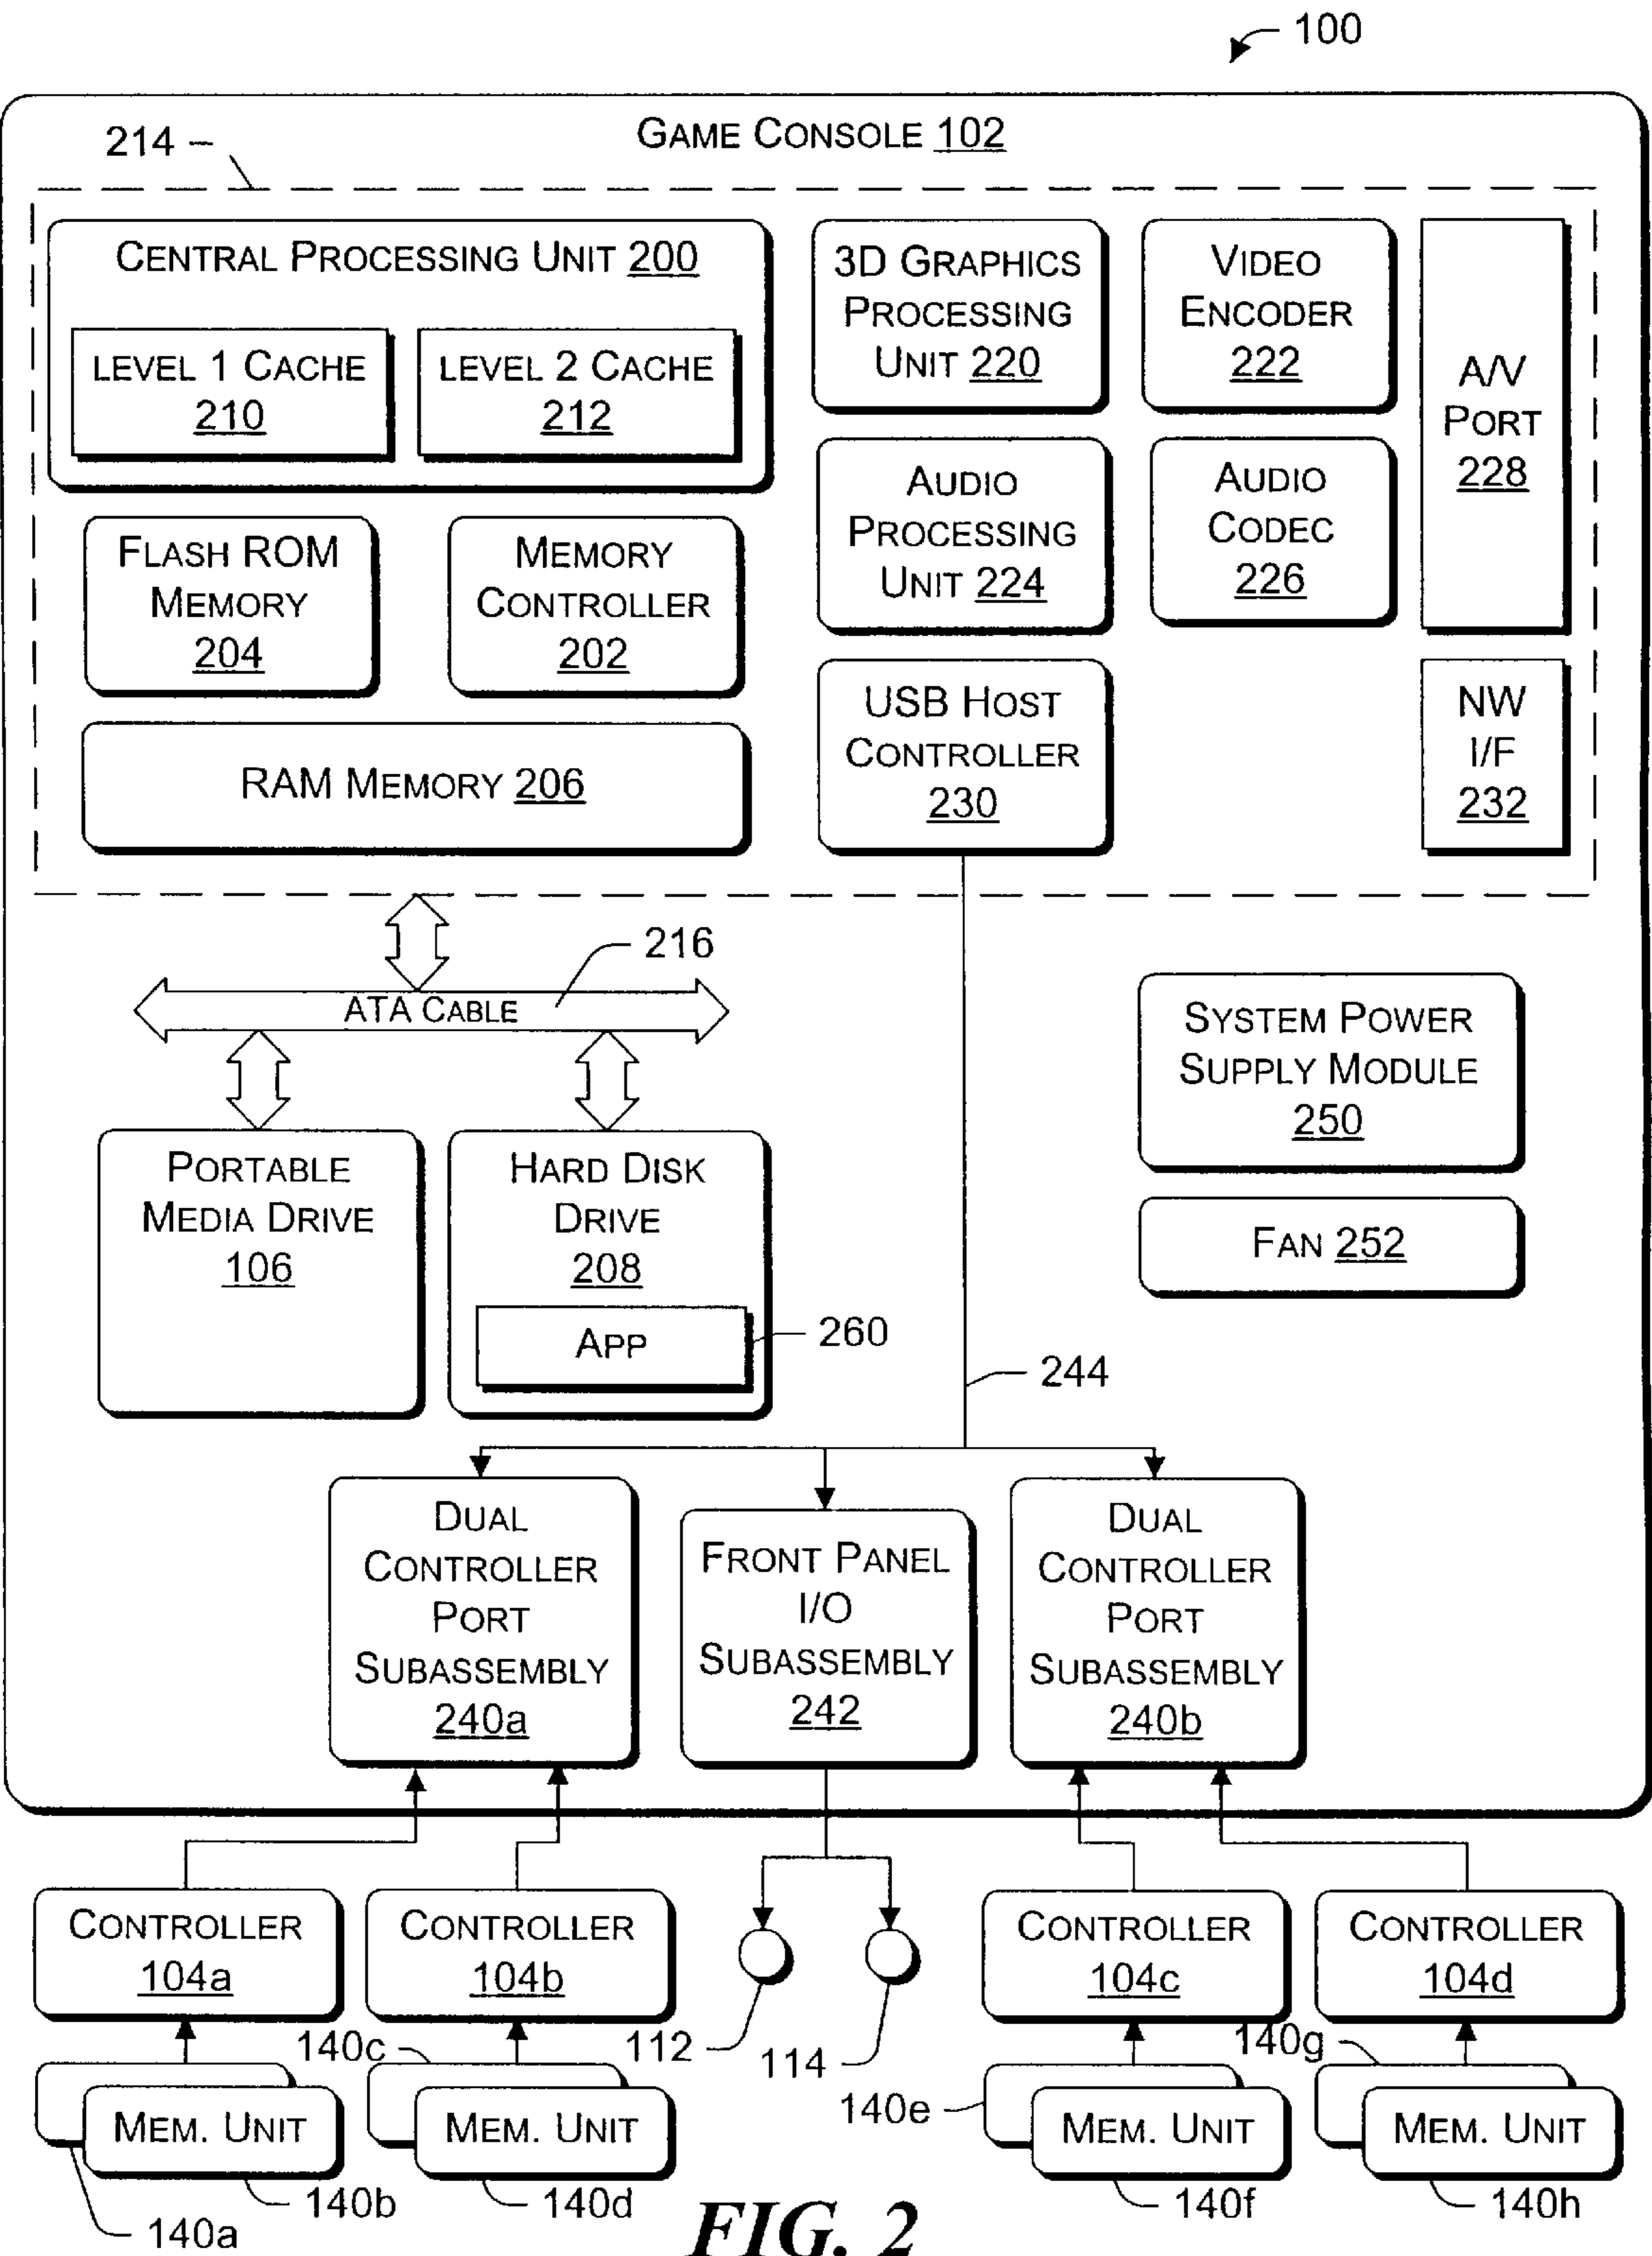 100
GAME CONSOLE 102
214
CENTRAL PROCESSING UNIT 200
LEVEL 1 CACHE
210
LEVEL 2 CACHE
212
3D GRAPHICS
PROCESSING
UNIT 220
VIDEO
ENCODER
222
A/V
PORT
228
AUDIO
PROCESSING
UNIT 224
AUDIO
CODEC
226
FLASH ROM
MEMORY
204
MEMORY
CONTROLLER
202
USB HOST
CONTROLLER
230
NW
I/F
232
RAM MEMORY 206
216
ATA CABLE
SYSTEM POWER
SUPPLY MODULE
250
PORTABLE
MEDIA DRIVE
106
HARD DISK
DRIVE
208
FAN 252
APP
260
244
DUAL
CONTROLLER
PORT
SUBASSEMBLY
240a
FRONT PANEL
I/O
SUBASSEMBLY
242
DUAL
CONTROLLER
PORT
SUBASSEMBLY
240b
CONTROLLER
104a
CONTROLLER
104b
CONTROLLER
104c
CONTROLLER
104d
140c
112
114
140g
140e
MEM. UNIT
MEM. UNIT
MEM. UNIT
MEM. UNIT
140b
140d
140f
140h
140a
FIG. 2